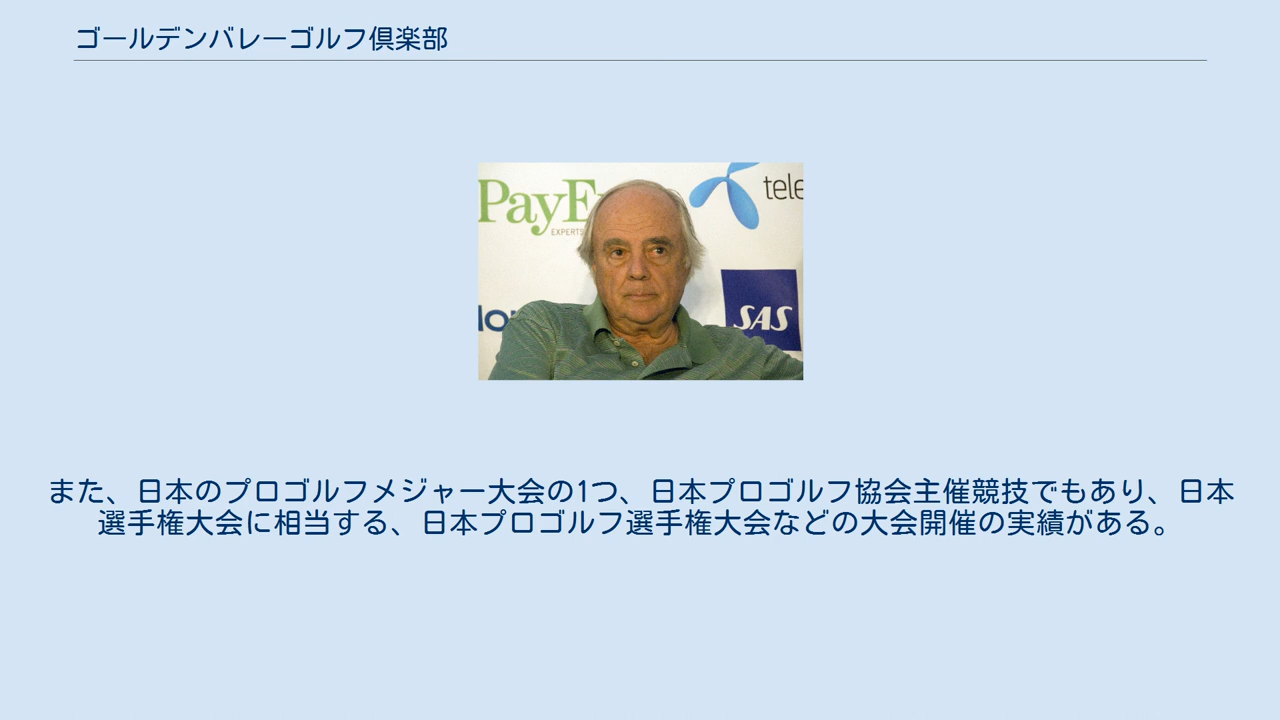 ゴールデンバレーゴルフ倶楽部
PayE
EXPERTS
tele
SAS
また、日本のプロゴルフメジャー大会の1つ、日本プロゴルフ協会主催競技でもあり、日本
選手権大会に相当する、日本プロゴルフ選手権大会などの大会開催の実績がある。